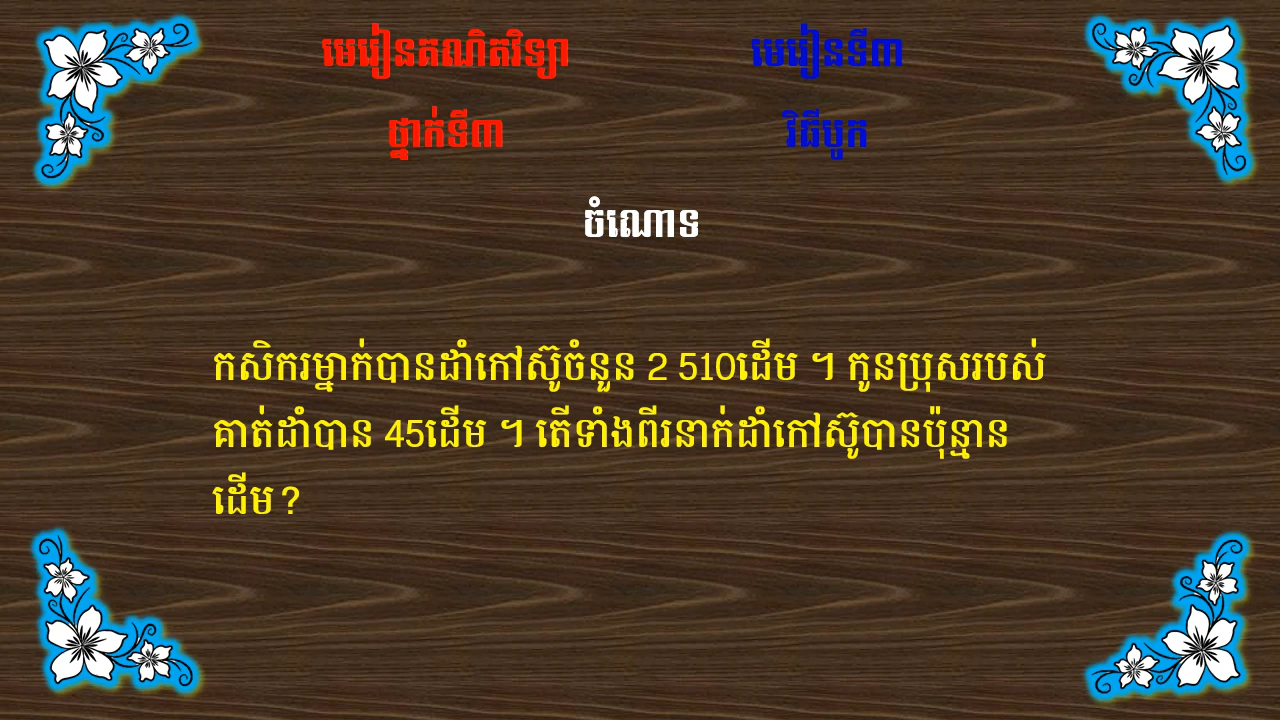 មេរៀនគណិតវិទ្យា
មេរៀនទី៣
ថ្នាក់ទី៣
វិធីបូក
ចំណោទ
កសិករម្នាក់បានដាំកៅស៊ូចំនួន 2 510ដើម ។ កូនប្រុសរបស់
គាត់ដាំបាន 45ដើម ។ តើទាំងពីរនាក់ដាំកៅស៊ូបានប៉ុន្មាន
ដើម ?